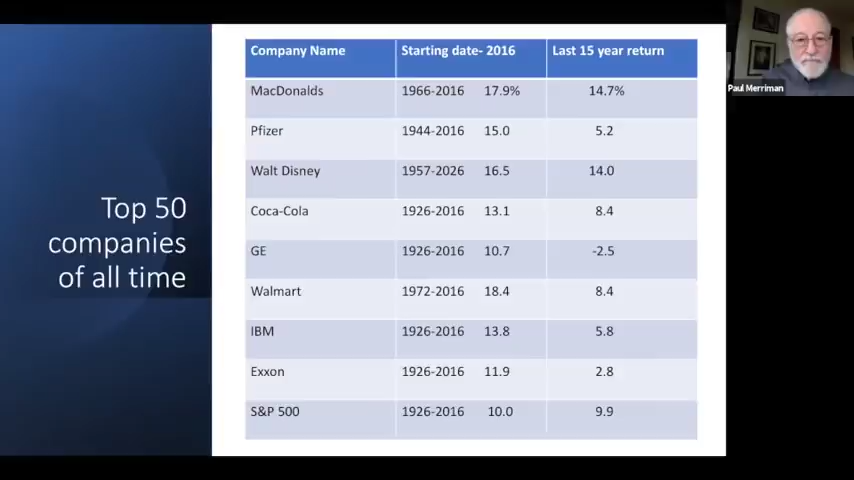 Top 50
companies
of all time
Company Name Starting date- 2016 Last 15 year return
MacDonalds 1966-2016 17.9% 14.7%
Pfizer 1944-2016 15.0 5.2
Walt Disney 1957-2026 16.5 14.0
Coca-Cola 1926-2016 13.1 8.4
GE 1926-2016 10.7 -2.5
Walmart 1972-2016 18.4 8.4
IBM 1926-2016 13.8 5.8
Exxon 1926-2016 11.9 2.8
S&P 500 1926-2016 10.0 9.9
Paul Merriman